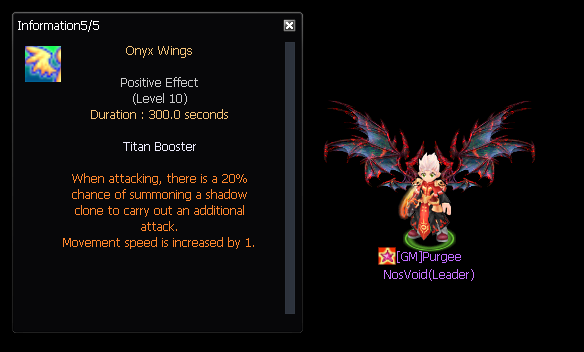 Information5/5
Onyx Wings
Positive Effect
(Level 10)
Duration : 300.0 seconds
Titan Booster
When attacking, there is a 20%
chance of summoning a shadow
clone to carry out an additional
attack.
Movement speed is increased by 1.
[GM]Purgee
NosVoid(Leader)